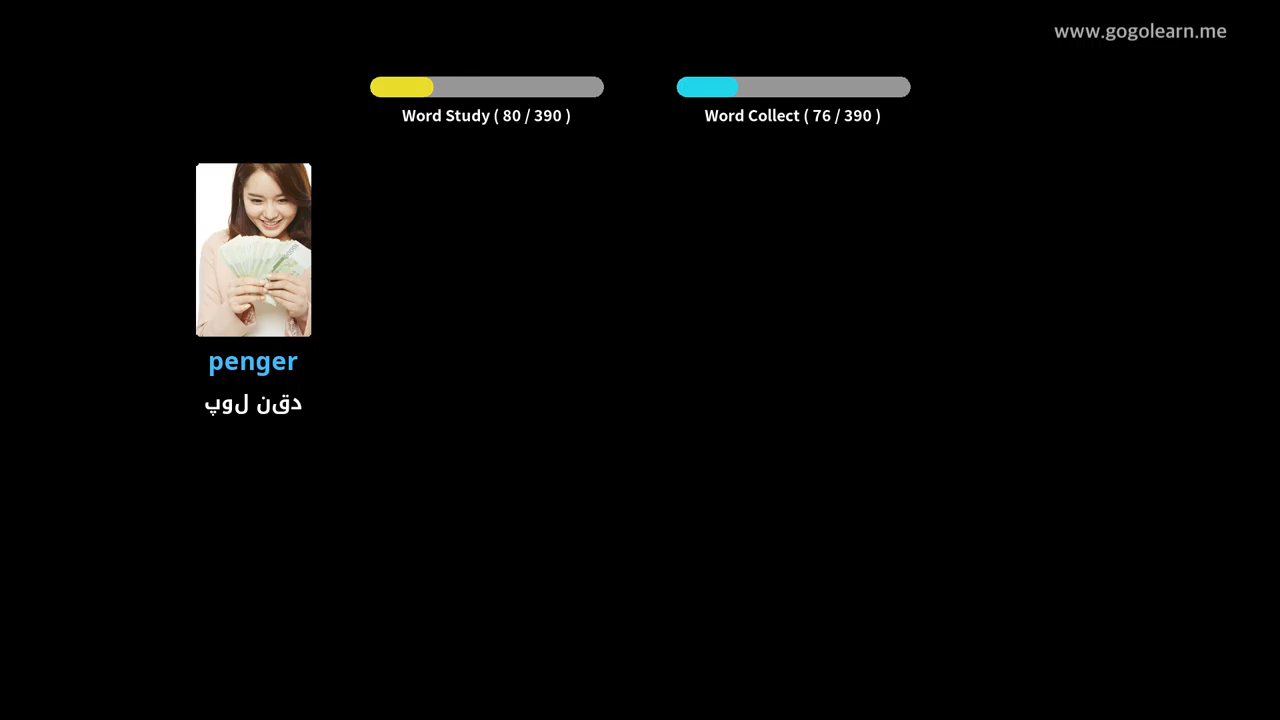 www.gogolearn.me
Word Study ( 80 / 390 )
Word Collect ( 76 / 390 )
penger
دقن لوپ